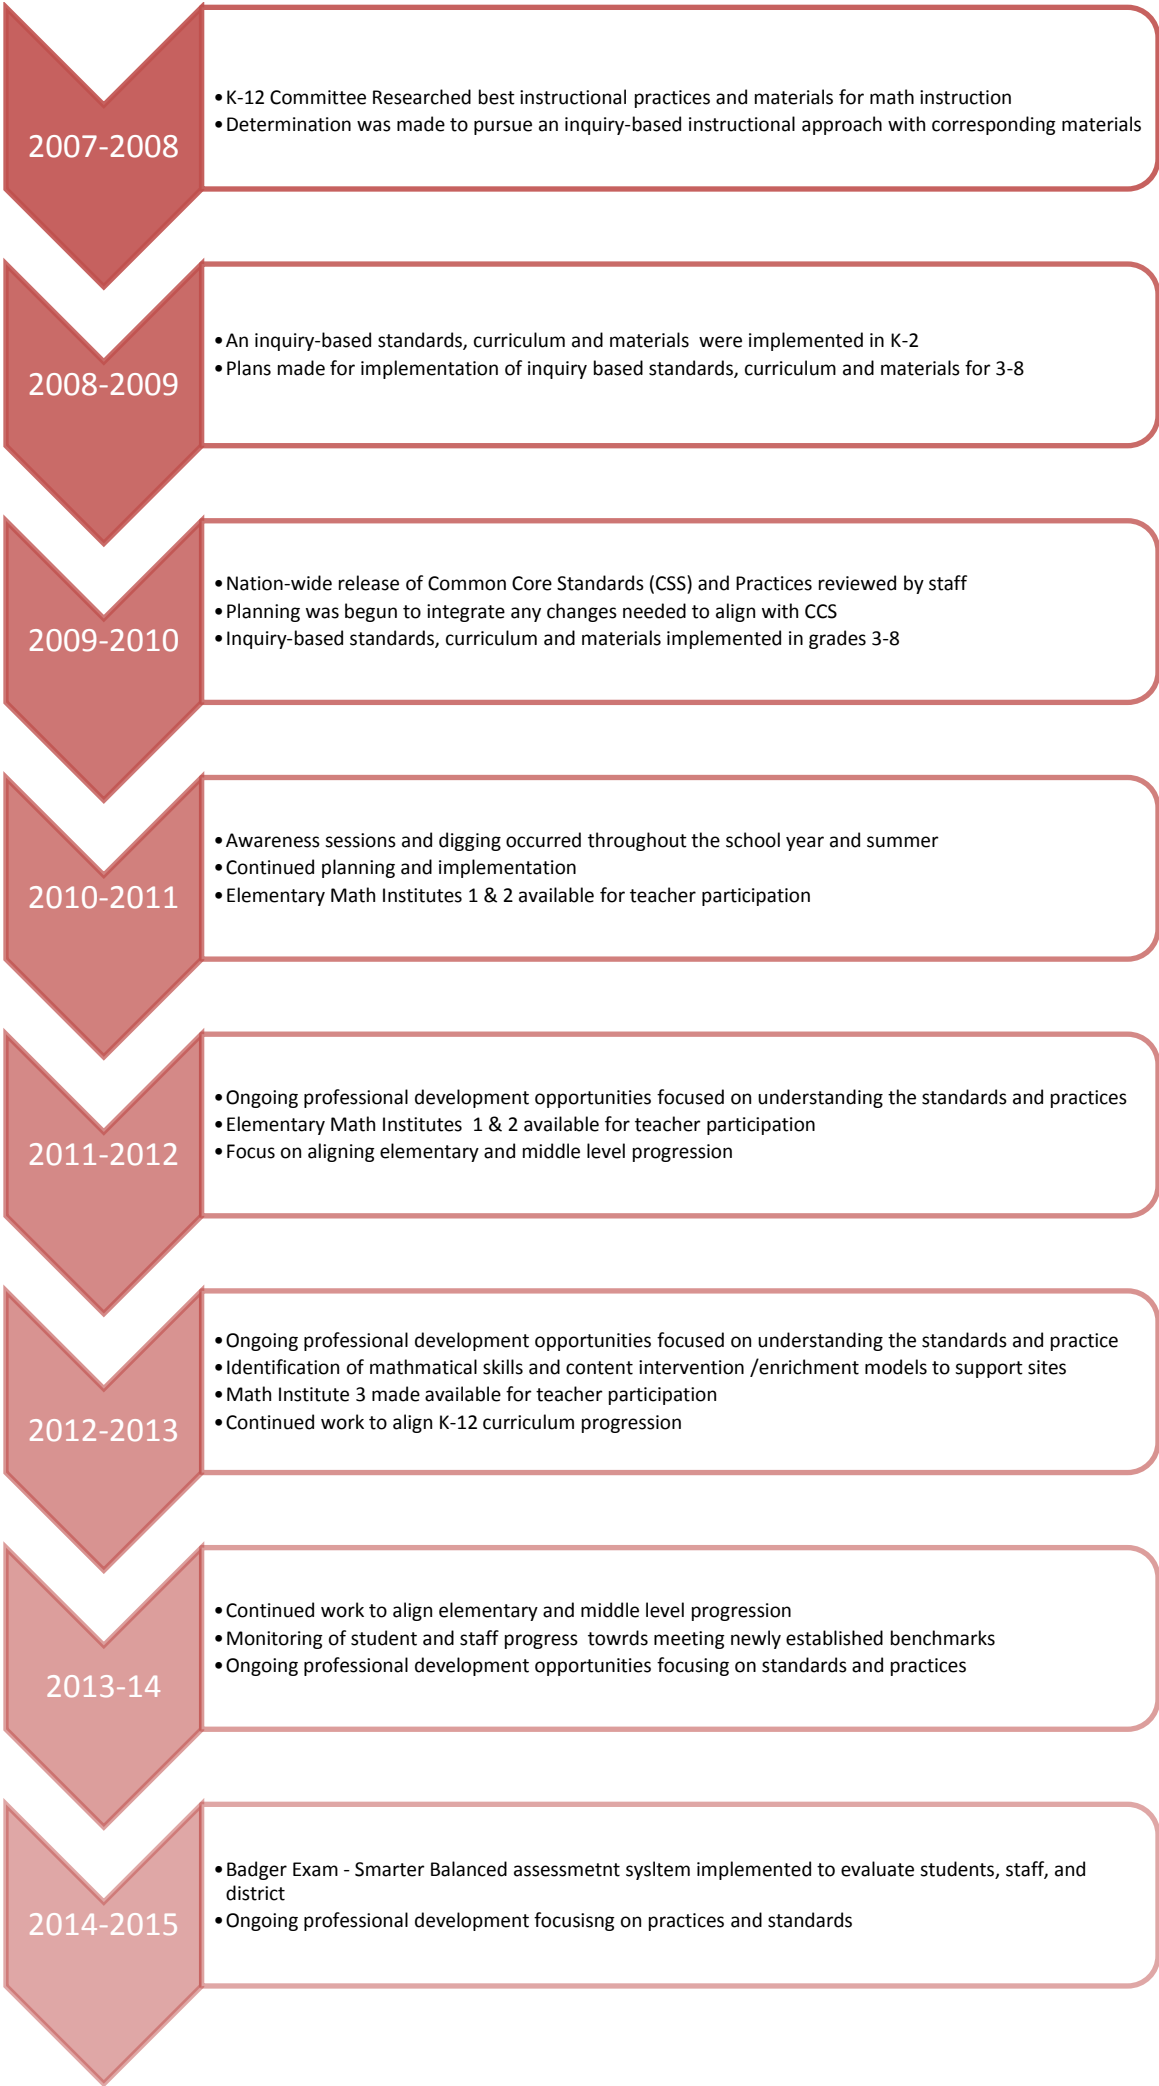 2007-2008
•K-12 Committee Researched best instructional practices and materials for math instruction
•Determination was made to pursue an inquiry-based instructional approach with corresponding materials
2008-2009
•An inquiry-based standards, curriculum and materials  were implemented in K-2
•Plans made for implementation of inquiry based standards, curriculum and materials for 3-8
2009-2010
•Nation-wide release of Common Core Standards (CSS) and Practices reviewed by staff
•Planning was begun to integrate any changes needed to align with CCS
•Inquiry-based standards, curriculum and materials implemented in grades 3-8
2010-2011
•Awareness sessions and digging occurred throughout the school year and summer
•Continued planning and implementation
•Elementary Math Institutes 1 & 2 available for teacher participation
2011-2012
•Ongoing professional development opportunities focused on understanding the standards and practices
•Elementary Math Institutes  1 & 2 available for teacher participation
•Focus on aligning elementary and middle level progression
2012-2013
•Ongoing professional development opportunities focused on understanding the standards and practice
•Identification of mathmatical skills and content intervention /enrichment models to support sites
•Math Institute 3 made available for teacher participation
•Continued work to align K-12 curriculum progression
2013-14
•Continued work to align elementary and middle level progression
•Monitoring of student and staff progress  towrds meeting newly established benchmarks
•Ongoing professional development opportunities focusing on standards and practices
2014-2015
•Badger Exam - Smarter Balanced assessmetnt sysltem implemented to evaluate students, staff, and
district
•Ongoing professional development focusisng on practices and standards